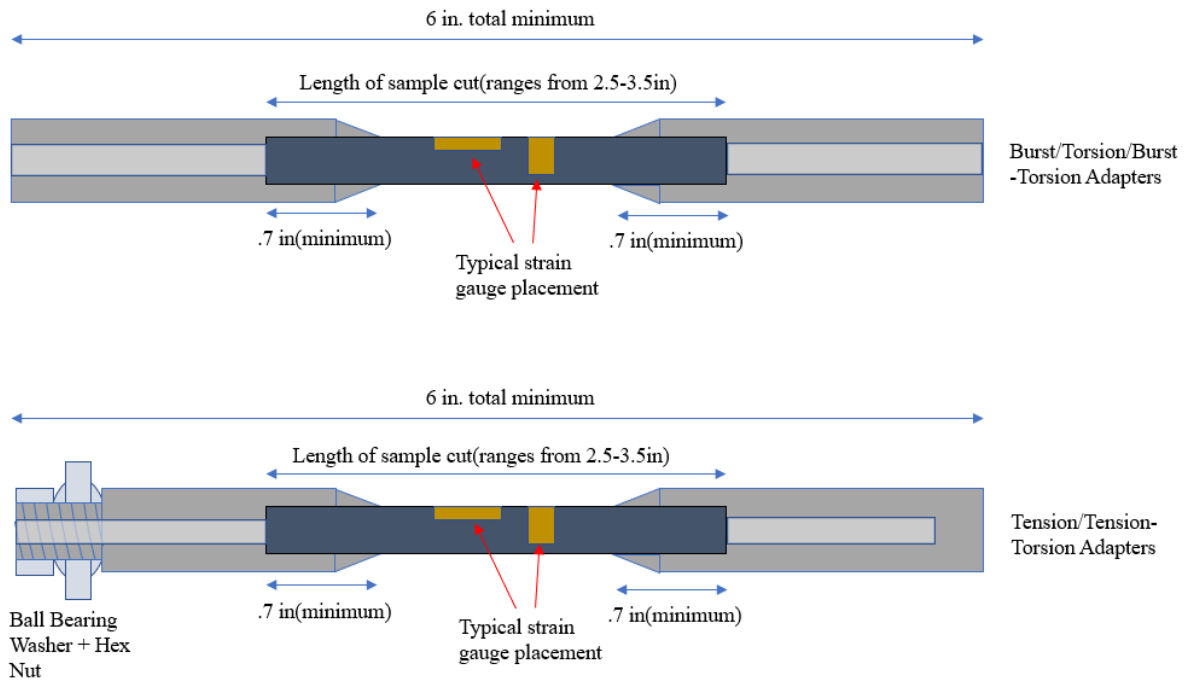 6 in. total minimum
Length of sample cut(ranges from 2.5-3.5in)
Burst/Torsion/Burst
-Torsion Adapters
.7 in(minimum)
.7 in(minimum)
Typical strain
gauge placement
6 in. total minimum
Length of sample cut(ranges from 2.5-3.5in)
Tension/Tension-
Torsion Adapters
.7 in(minimum)
.7 in(minimum)
Ball Bearing
Washer + Hex
Nut
Typical strain
gauge placement